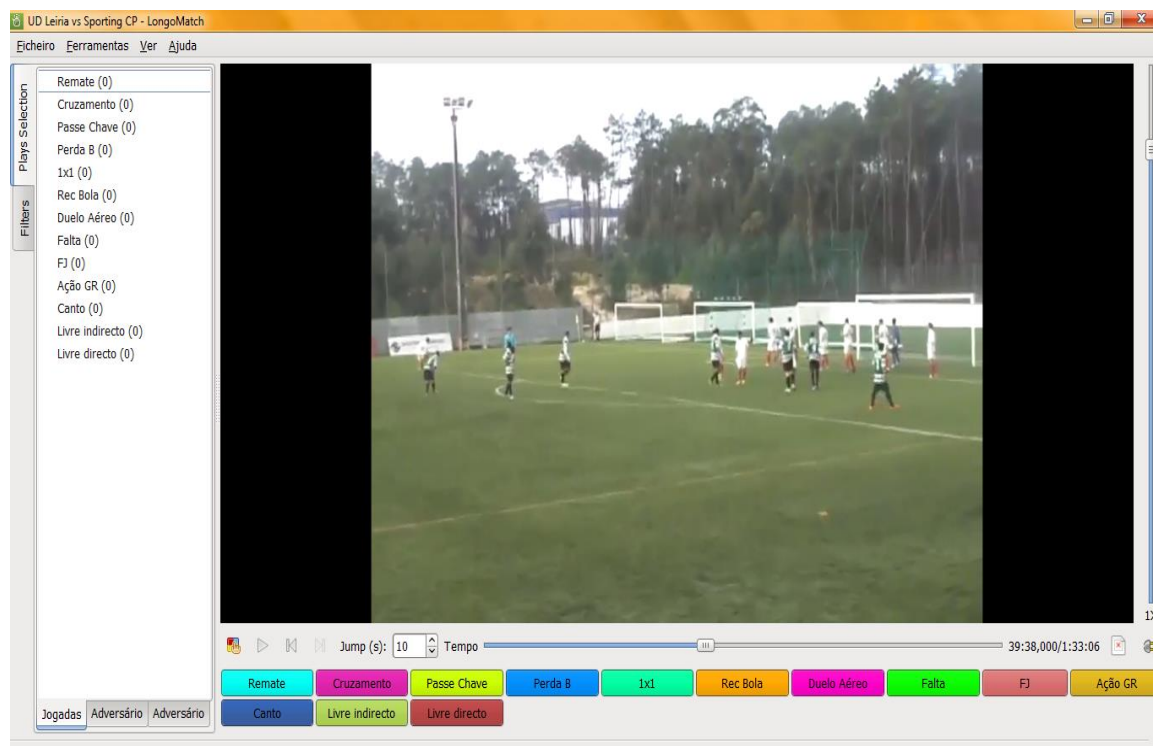 UD Leiria vs Sporting CP - LongoMatch
Ficheiro Ferramentas Ver Ajuda
Plays Selection
Filters
Remate (0)
Cruzamento (0)
Passe Chave (0)
Perda B (0)
1x1 (0)
Rec Bola (0)
Duelo Aéreo (0)
Falta (0)
FJ (0)
Ação GR (0)
Canto (0)
Livre indirecto (0)
Livre directo (0)
Jogadas Adversário Adversário
Jump (s): 10 Tempo 39:38,000/1:33:06
1X
Remate Cruzamento Passe Chave Perda B 1x1 Rec Bola Duelo Aéreo Falta FJ Ação GR
Canto Livre indirecto Livre directo